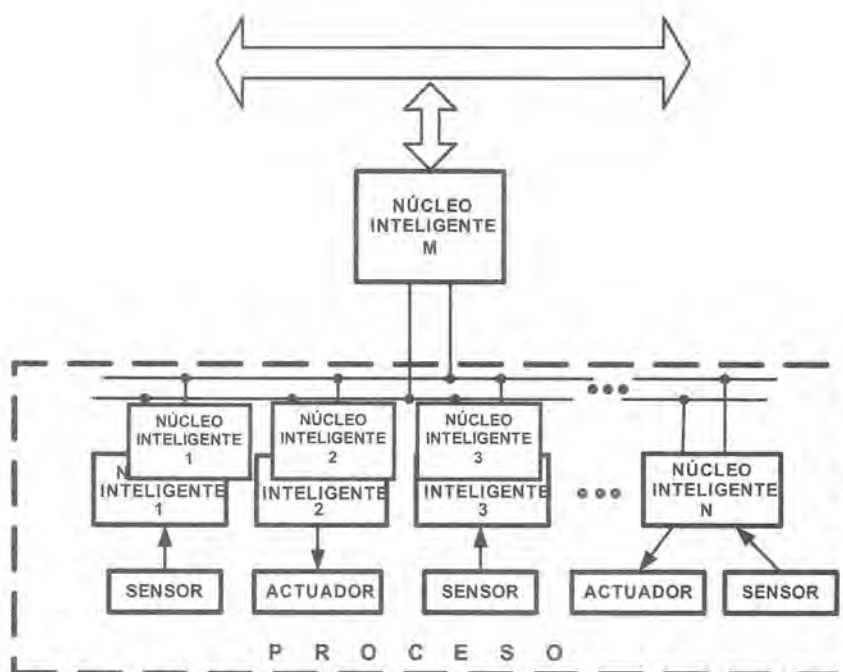 NÚCLEO
INTELIGENTE
M
NÚCLEO
INTELIGENTE
1
NÚCLEO
INTELIGENTE
2
NÚCLEO
INTELIGENTE
3
INTELIGENTE
1
INTELIGENTE
2
INTELIGENTE
3
NÚCLEO
INTELIGENTE
N
SENSOR
ACTUADOR
SENSOR
ACTUADOR
SENSOR
P R O C E S O